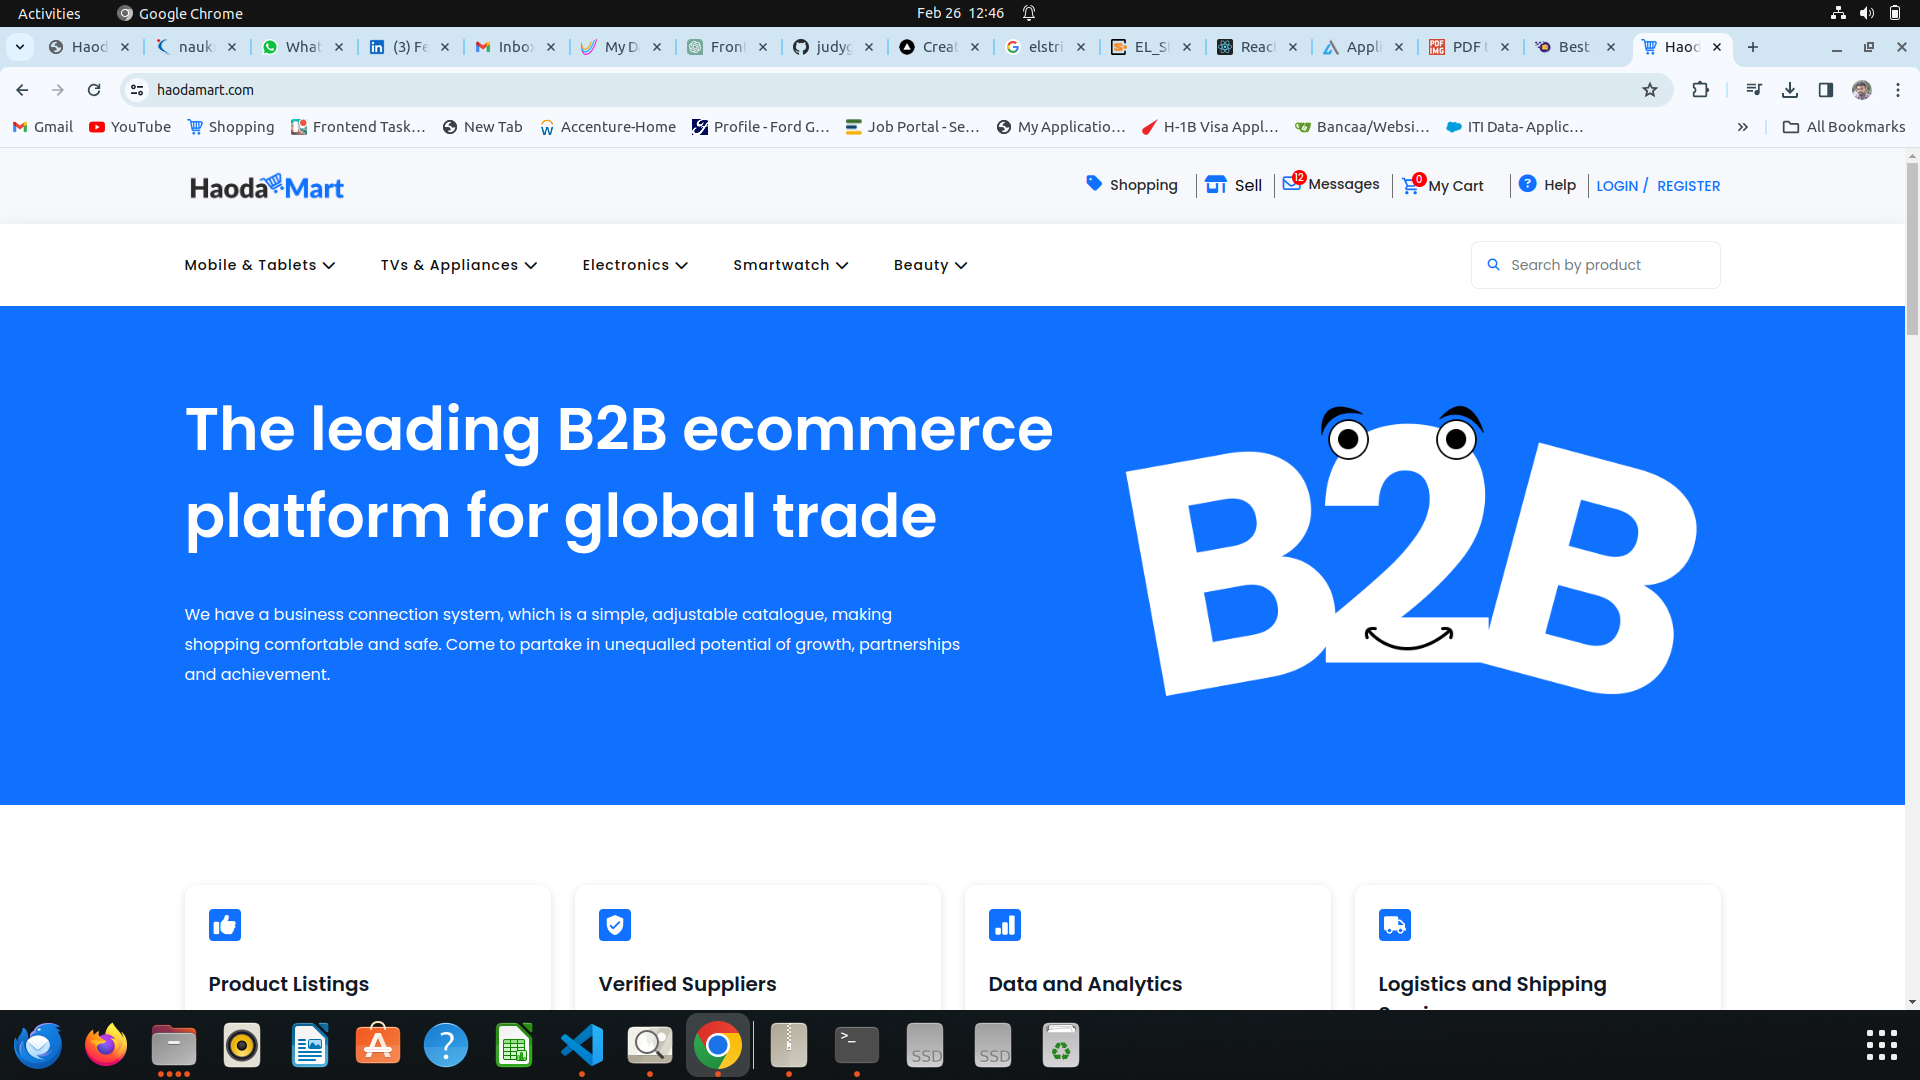 Activities
Google Chrome
Feb 26 12:46
Haod
nauk
What
(3) Fe
Inbo
My D
Front
judyg
Creat
elstri
EL_S
React
Appli
PDF t
Best
Haod
haodamart.com
Gmail
YouTube
Shopping
Frontend Task…
New Tab
Accenture-Home
Profile - Ford G…
Job Portal - Se…
My Applicatio…
H-1B Visa Appl…
Bancaa/Websi…
ITI Data- Applic…
»
All Bookmarks
Haoda Mart
Shopping
Sell
12
Messages
0
My Cart
Help
LOGIN / REGISTER
Mobile & Tablets
TVs & Appliances
Electronics
Smartwatch
Beauty
Search by product
The leading B2B ecommerce
platform for global trade
We have a business connection system, which is a simple, adjustable catalogue, making
shopping comfortable and safe. Come to partake in unequalled potential of growth, partnerships
and achievement.
B2B
Product Listings
Verified Suppliers
Data and Analytics
Logistics and Shipping
SSD
SSD